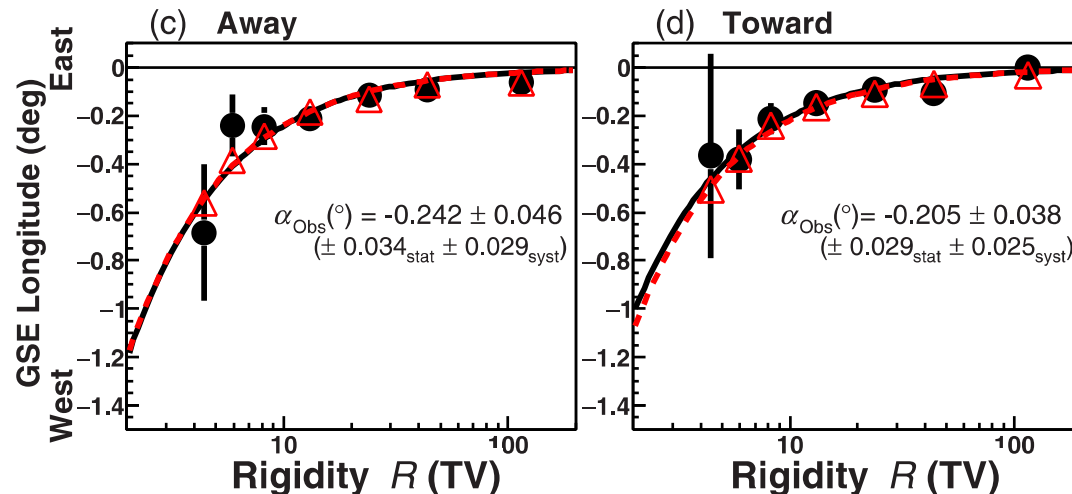 (c) Away
(d) Toward
East
GSE Longitude (deg)
West
0
−0.2
−0.4
−0.6
−0.8
−1
−1.2
−1.4
α_Obs(°) = -0.242 ± 0.046
(± 0.034_stat ± 0.029_syst)
10
100
Rigidity R (TV)
0
−0.2
−0.4
−0.6
−0.8
−1
−1.2
−1.4
α_Obs(°)= -0.205 ± 0.038
(± 0.029_stat ± 0.025_syst)
10
100
Rigidity R (TV)